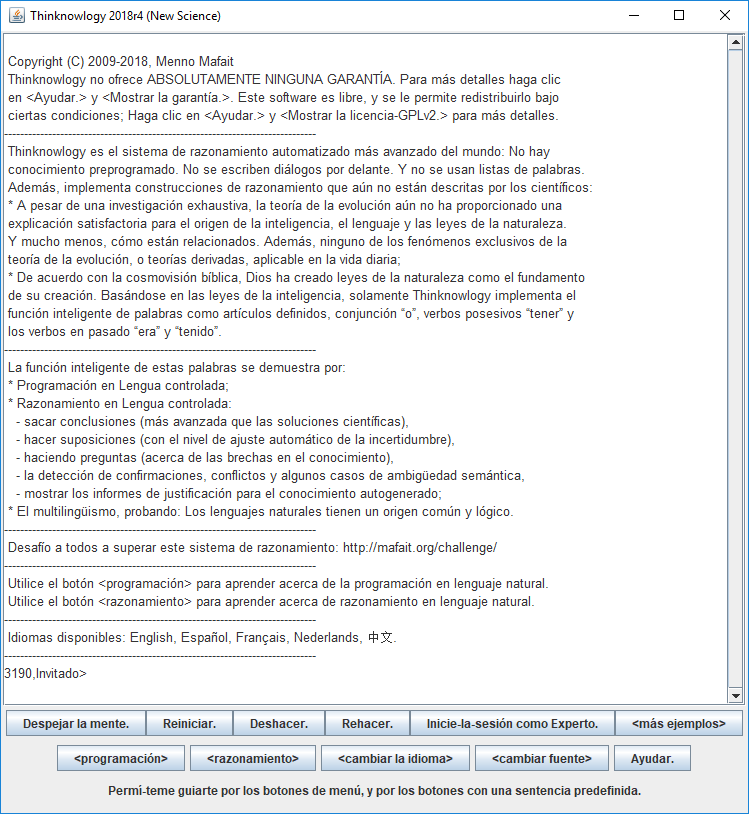 Thinknowlogy 2018r4 (New Science)
Copyright (C) 2009-2018, Menno Mafait
Thinknowlogy no ofrece ABSOLUTAMENTE NINGUNA GARANTÍA. Para más detalles haga clic
en <Ayudar.> y <Mostrar la garantía.>. Este software es libre, y se le permite redistribuirlo bajo
ciertas condiciones; Haga clic en <Ayudar.> y <Mostrar la licencia-GPLv2.> para más detalles.
--------------------------------------------------------------------------------
Thinknowlogy es el sistema de razonamiento automatizado más avanzado del mundo: No hay
conocimiento preprogramado. No se escriben diálogos por delante. Y no se usan listas de palabras.
Además, implementa construcciones de razonamiento que aún no están descritas por los científicos:
* A pesar de una investigación exhaustiva, la teoría de la evolución aún no ha proporcionado una
explicación satisfactoria para el origen de la inteligencia, el lenguaje y las leyes de la naturaleza.
Y mucho menos, cómo están relacionados. Además, ninguno de los fenómenos exclusivos de la
teoría de la evolución, o teorías derivadas, aplicable en la vida diaria;
* De acuerdo con la cosmovisión bíblica, Dios ha creado leyes de la naturaleza como el fundamento
de su creación. Basándose en las leyes de la inteligencia, solamente Thinknowlogy implementa el
función inteligente de palabras como artículos definidos, conjunción “o”, verbos posesivos “tener” y
los verbos en pasado “era” y “tenido”.
--------------------------------------------------------------------------------
La función inteligente de estas palabras se demuestra por:
* Programación en Lengua controlada;
* Razonamiento en Lengua controlada:
- sacar conclusiones (más avanzada que las soluciones científicas),
- hacer suposiciones (con el nivel de ajuste automático de la incertidumbre),
- haciendo preguntas (acerca de las brechas en el conocimiento),
- la detección de confirmaciones, conflictos y algunos casos de ambigüedad semántica,
- mostrar los informes de justificación para el conocimiento autogenerado;
* El multilingüismo, probando: Los lenguajes naturales tienen un origen común y lógico.
--------------------------------------------------------------------------------
Desafío a todos a superar este sistema de razonamiento: http://mafait.org/challenge/
--------------------------------------------------------------------------------
Utilice el botón <programación> para aprender acerca de la programación en lenguaje natural.
Utilice el botón <razonamiento> para aprender acerca de razonamiento en lenguaje natural.
--------------------------------------------------------------------------------
Idiomas disponibles: English, Español, Français, Nederlands, 中文.
--------------------------------------------------------------------------------
3190,Invitado>
Despejar la mente. Reiniciar. Deshacer. Rehacer. Inicie-la-sesión como Experto. <más ejemplos>
<programación> <razonamiento> <cambiar la idioma> <cambiar fuente> Ayudar.
Permí-teme guiarte por los botones de menú, y por los botones con una sentencia predefinida.